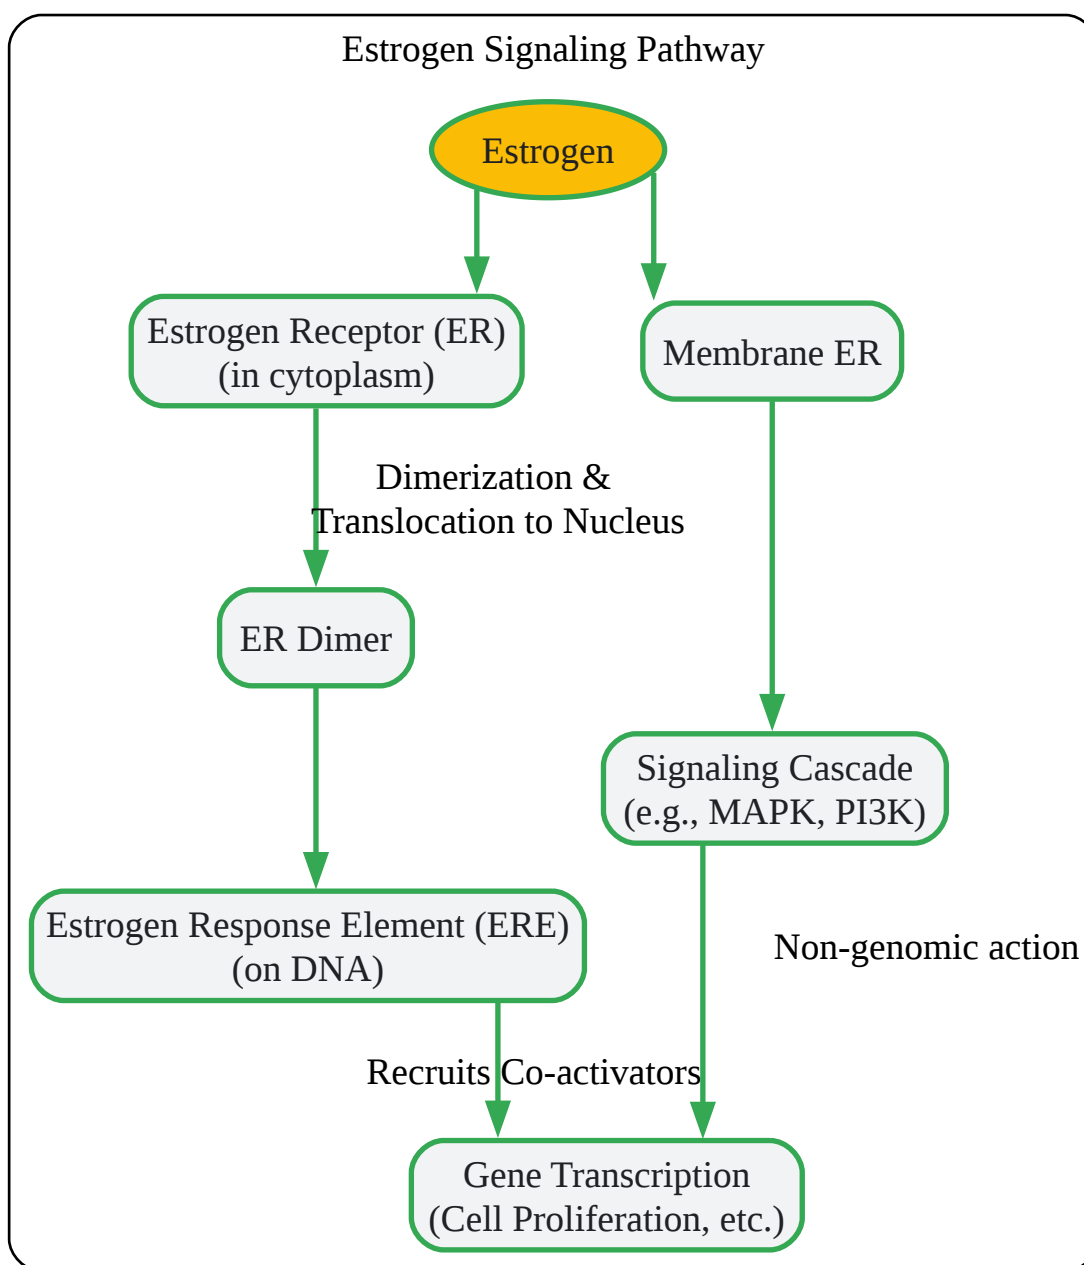 Estrogen Signaling Pathway
Estrogen
Estrogen Receptor (ER)
(in cytoplasm)
Membrane ER
Dimerization &
Translocation to Nucleus
ER Dimer
Signaling Cascade
(e.g., MAPK, PI3K)
Estrogen Response Element (ERE)
(on DNA)
Non-genomic action
Recruits Co-activators
Gene Transcription
(Cell Proliferation, etc.)